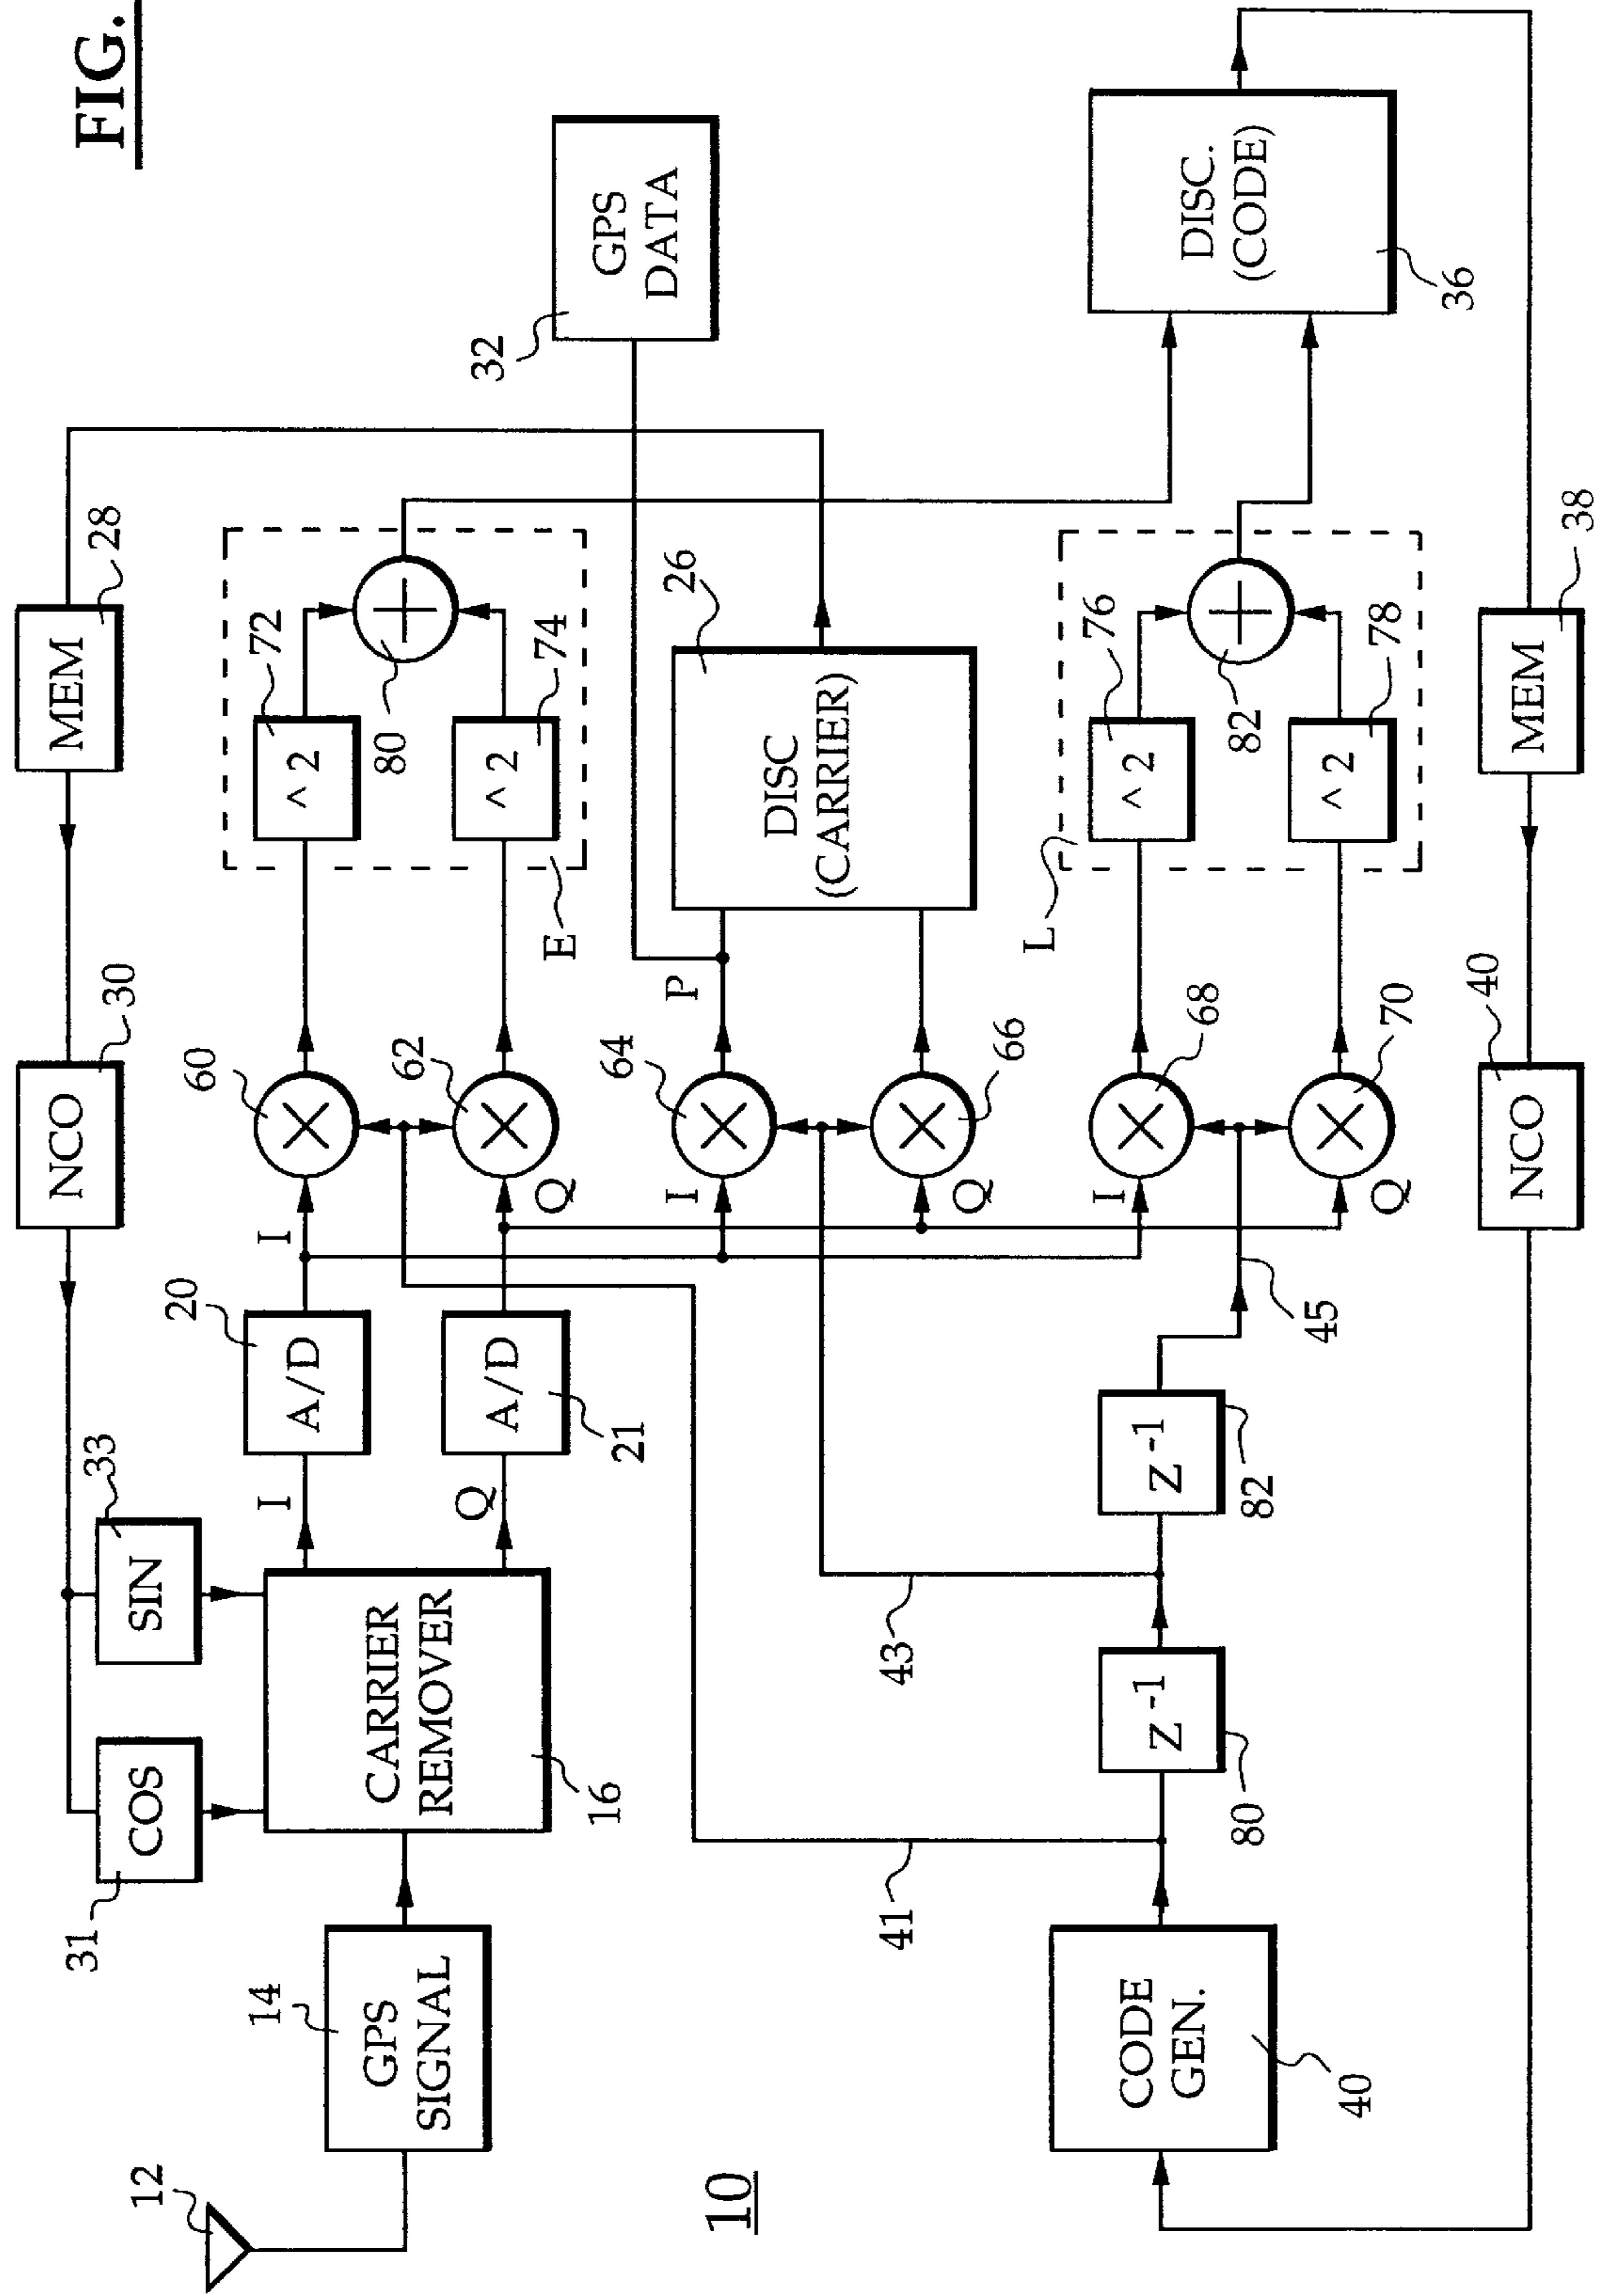 FIG.
MEM
28
NCO
30
SIN
33
COS
31
12
14
GPS
SIGNAL
CARRIER
REMOVER
16
I
Q
A/D
20
A/D
21
I
Q
60
62
^2
72
^2
74
80
E
GPS
DATA
32
I
Q
64
66
P
DISC
(CARRIER)
26
I
Q
68
70
^2
76
^2
78
82
L
DISC.
(CODE)
36
CODE
GEN.
40
41
Z -1
80
43
Z -1
82
45
NCO
40
MEM
38
10